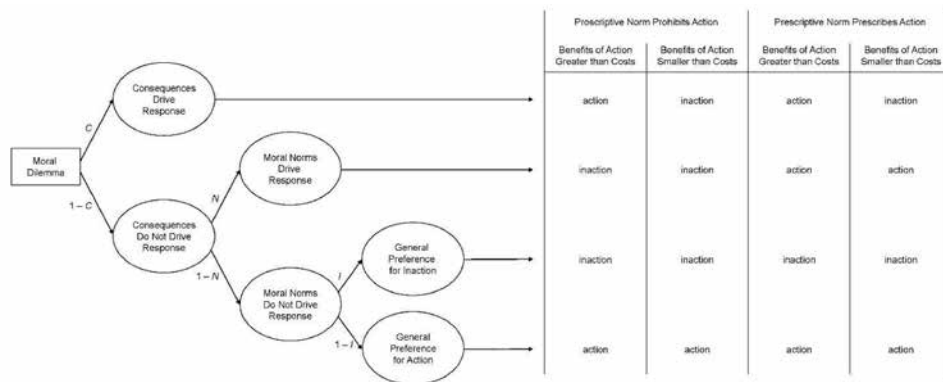 Proscriptive Norm Prohibits Action
Prescriptive Norm Prescribes Action
Benefits of Action
Greater than Costs
Benefits of Action
Smaller than Costs
Benefits of Action
Greater than Costs
Benefits of Action
Smaller than Costs
Consequences
Drive
Response
action
inaction
action
inaction
C
Moral
Dilemma
Moral Norms
Drive
Response
inaction
inaction
action
action
1 – C
N
Consequences
Do Not Drive
Response
General
Preference
for Inaction
inaction
inaction
inaction
inaction
1 – N
I
Moral Norms
Do Not Drive
Response
1 – I
General
Preference
for Action
action
action
action
action